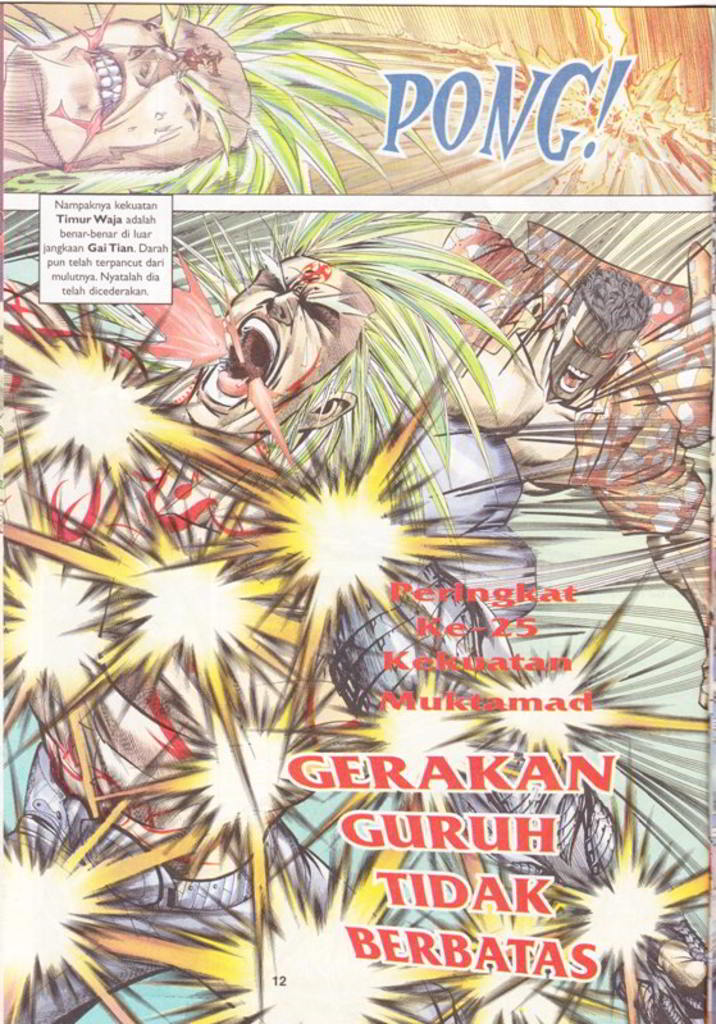 PONG!
Nampaknya kekuatan
Timur Waja adalah
benar-benar di luar
jangkaan Gai Tian. Darah
pun telah terpancut dari
mulutnya. Nyatalah dia
telah dicederakan.
Peringkat
Ke-25
Kekuatan
Muktamad
GERAKAN
GURUH
TIDAK
BERBATAS
12